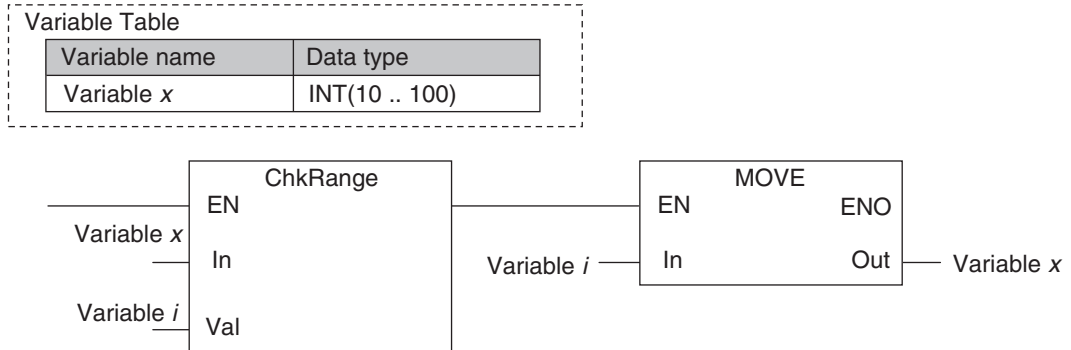 Variable Table
Variable name Data type
Variable x INT(10 .. 100)
ChkRange MOVE
EN EN ENO
Variable x
In Variable i In Out Variable x
Variable i
Val